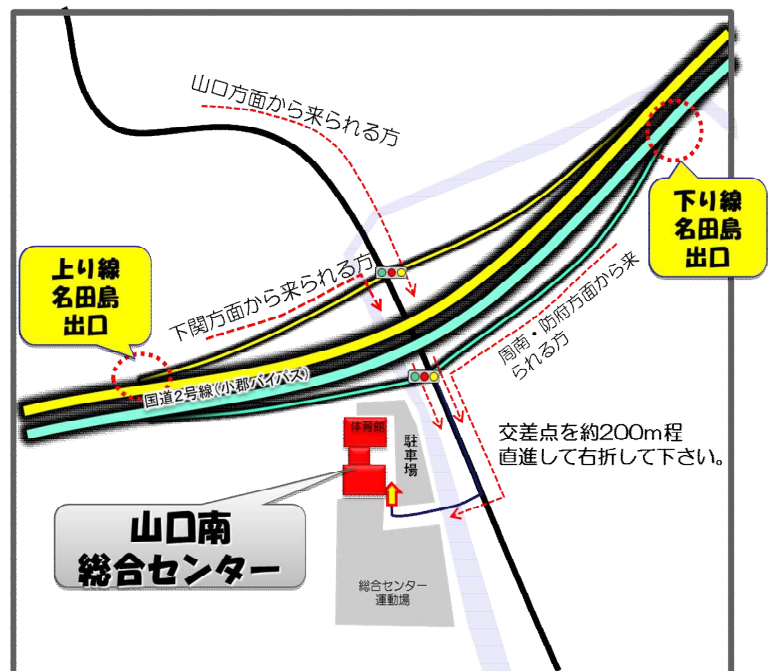 山口方面から来られる方
下り線
名田島
出口
上り線
名田島
出口
下関方面から来られる方
周南・防府方面から来
られる方
国道2号線(小郡バイパス)
体育館
駐車場
交差点を約200m程
直進して右折して下さい。
山口南
総合センター
総合センター
運動場